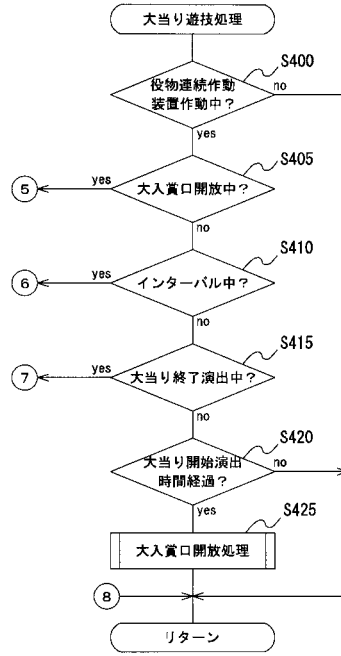 大当り遊技処理
S400
役物連続作動
装置作動中?
no
yes
S405
大入賞口開放中?
yes
5
no
S410
インターバル中?
yes
6
no
S415
大当り終了演出中?
yes
7
no
S420
大当り開始演出
時間経過?
no
yes
S425
大入賞口開放処理
8
リターン